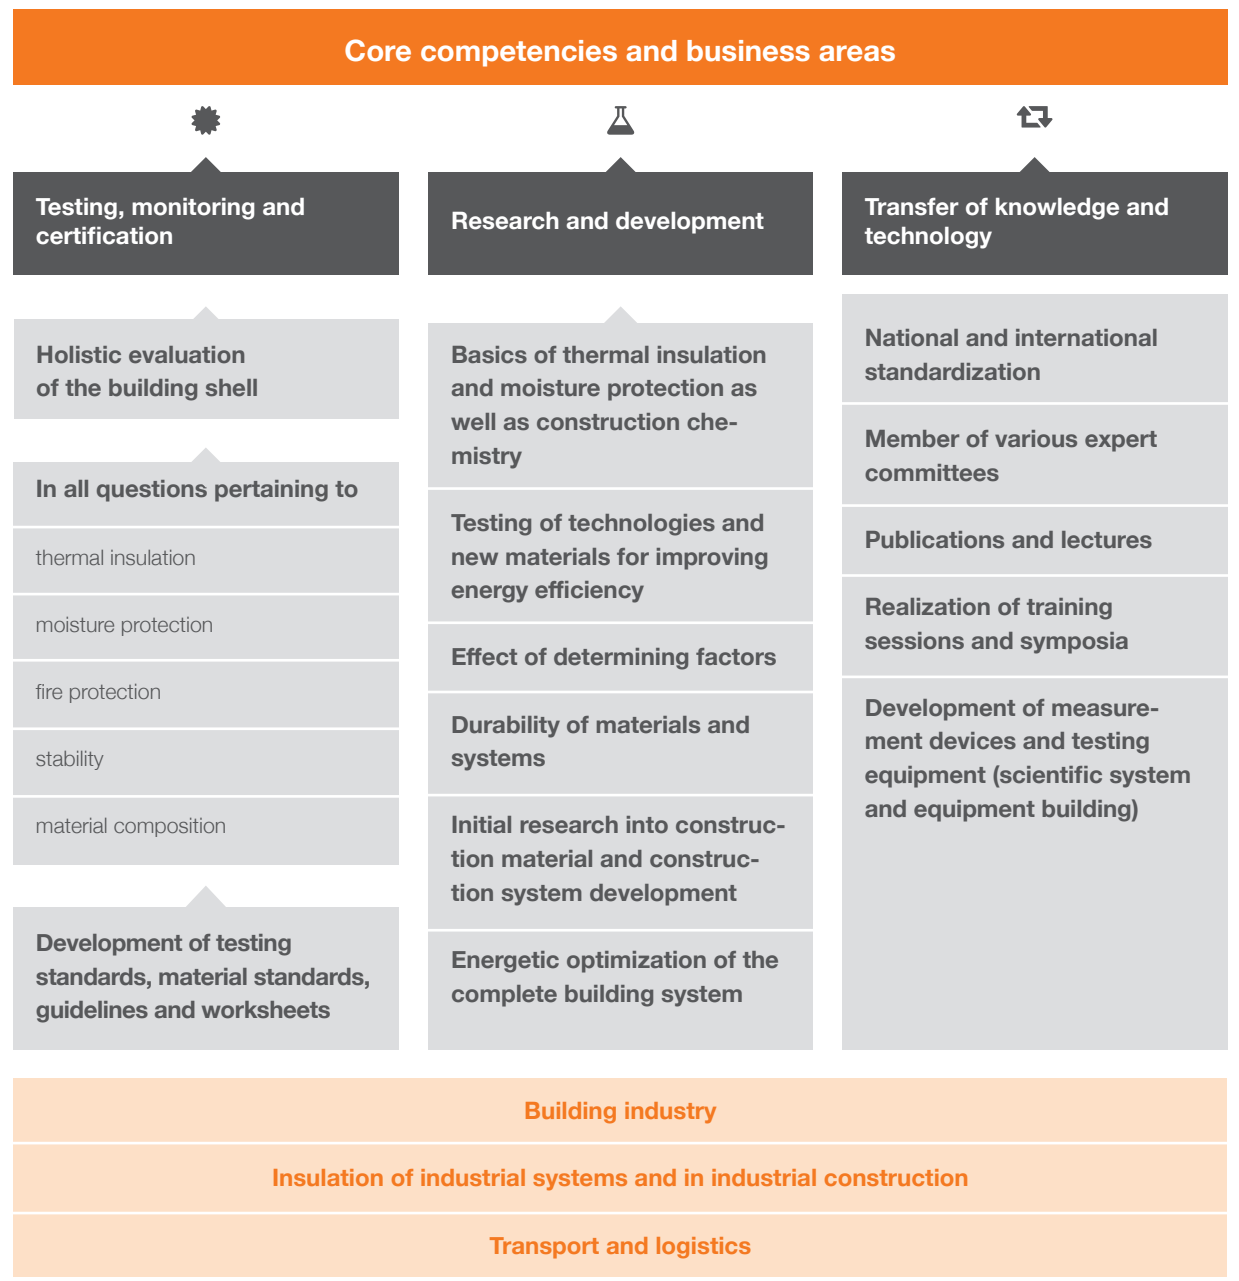 Core competencies and business areas
Testing, monitoring and
certification
Holistic evaluation
of the building shell
In all questions pertaining to
thermal insulation
moisture protection
fire protection
stability
material composition
Development of testing
standards, material standards,
guidelines and worksheets
Research and development
Basics of thermal insulation
and moisture protection as
well as construction che-
mistry
Testing of technologies and
new materials for improving
energy efficiency
Effect of determining factors
Durability of materials and
systems
Initial research into construc-
tion material and construc-
tion system development
Energetic optimization of the
complete building system
Transfer of knowledge and
technology
National and international
standardization
Member of various expert
committees
Publications and lectures
Realization of training
sessions and symposia
Development of measure-
ment devices and testing
equipment (scientific system
and equipment building)
Building industry
Insulation of industrial systems and in industrial construction
Transport and logistics